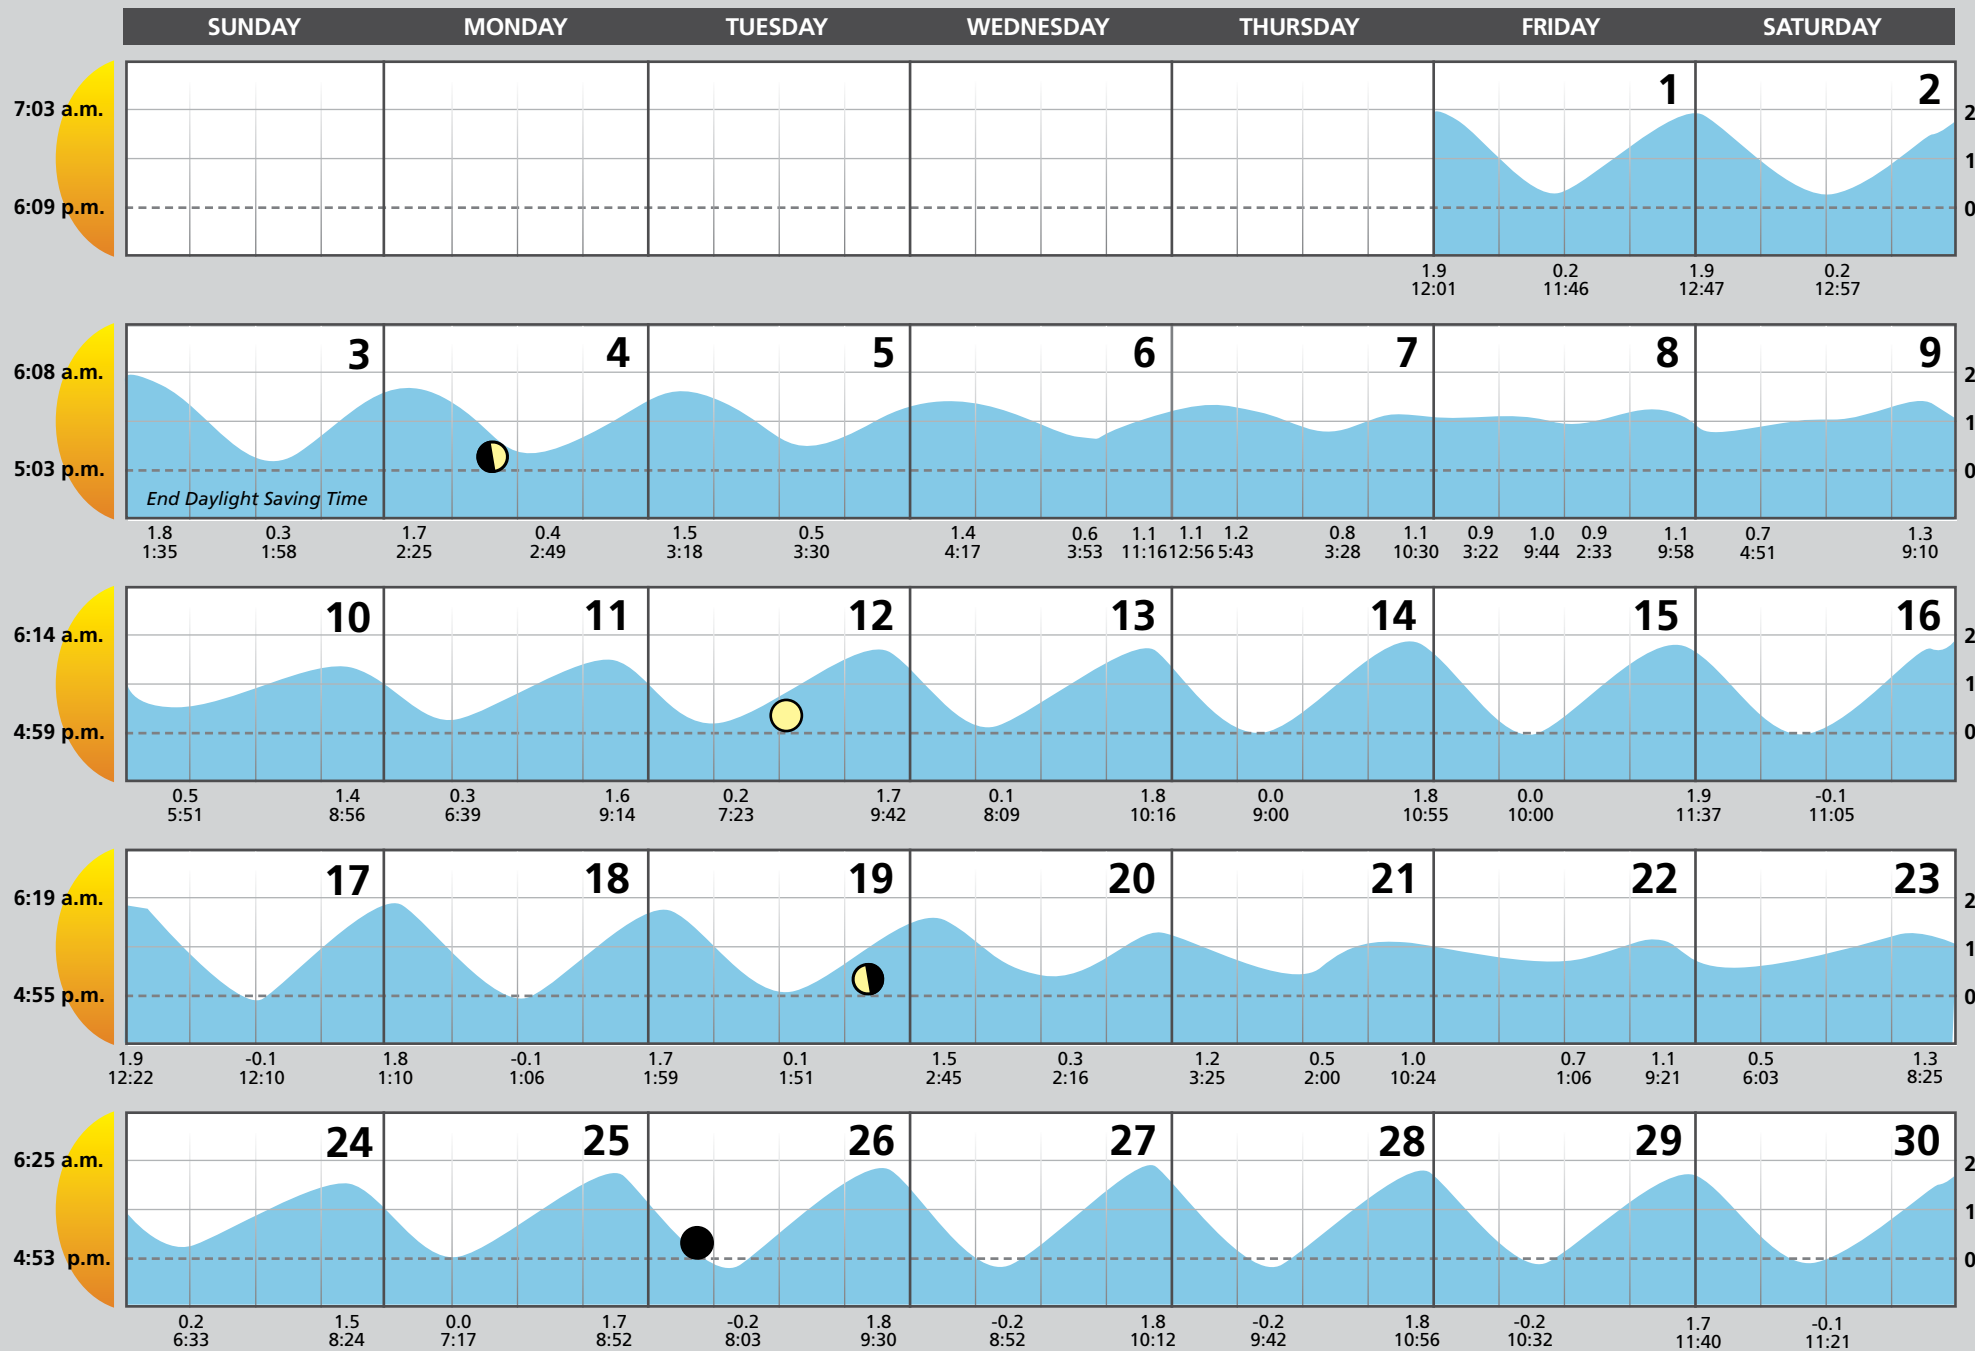 SUNDAY MONDAY TUESDAY WEDNESDAY THURSDAY FRIDAY SATURDAY
1 2
7:03 a.m. 2
1
6:09 p.m. 0
1.9 0.2 1.9 0.2
12:01 11:46 12:47 12:57
3 4 5 6 7 8 9
6:08 a.m. 2
1
5:03 p.m. 0
End Daylight Saving Time
1.8 0.3 1.7 0.4 1.5 0.5 1.4 0.6 1.1 1.1 1.2 0.8 1.1 0.9 1.0 0.9 1.1 0.7 1.3
1:35 1:58 2:25 2:49 3:18 3:30 4:17 3:53 11:16 12:56 5:43 3:28 10:30 3:22 9:44 2:33 9:58 4:51 9:10
10 11 12 13 14 15 16
6:14 a.m. 2
1
4:59 p.m. 0
0.5 1.4 0.3 1.6 0.2 1.7 0.1 1.8 0.0 1.8 0.0 1.9 -0.1
5:51 8:56 6:39 9:14 7:23 9:42 8:09 10:16 9:00 10:55 10:00 11:37 11:05
17 18 19 20 21 22 23
6:19 a.m. 2
1
4:55 p.m. 0
1.9 -0.1 1.8 -0.1 1.7 0.1 1.5 0.3 1.2 0.5 1.0 0.7 1.1 0.5 1.3
12:22 12:10 1:10 1:06 1:59 1:51 2:45 2:16 3:25 2:00 10:24 1:06 9:21 6:03 8:25
24 25 26 27 28 29 30
6:25 a.m. 2
1
4:53 p.m. 0
0.2 1.5 0.0 1.7 -0.2 1.8 -0.2 1.8 -0.2 1.8 -0.2 1.7 -0.1
6:33 8:24 7:17 8:52 8:03 9:30 8:52 10:12 9:42 10:56 10:32 11:40 11:21